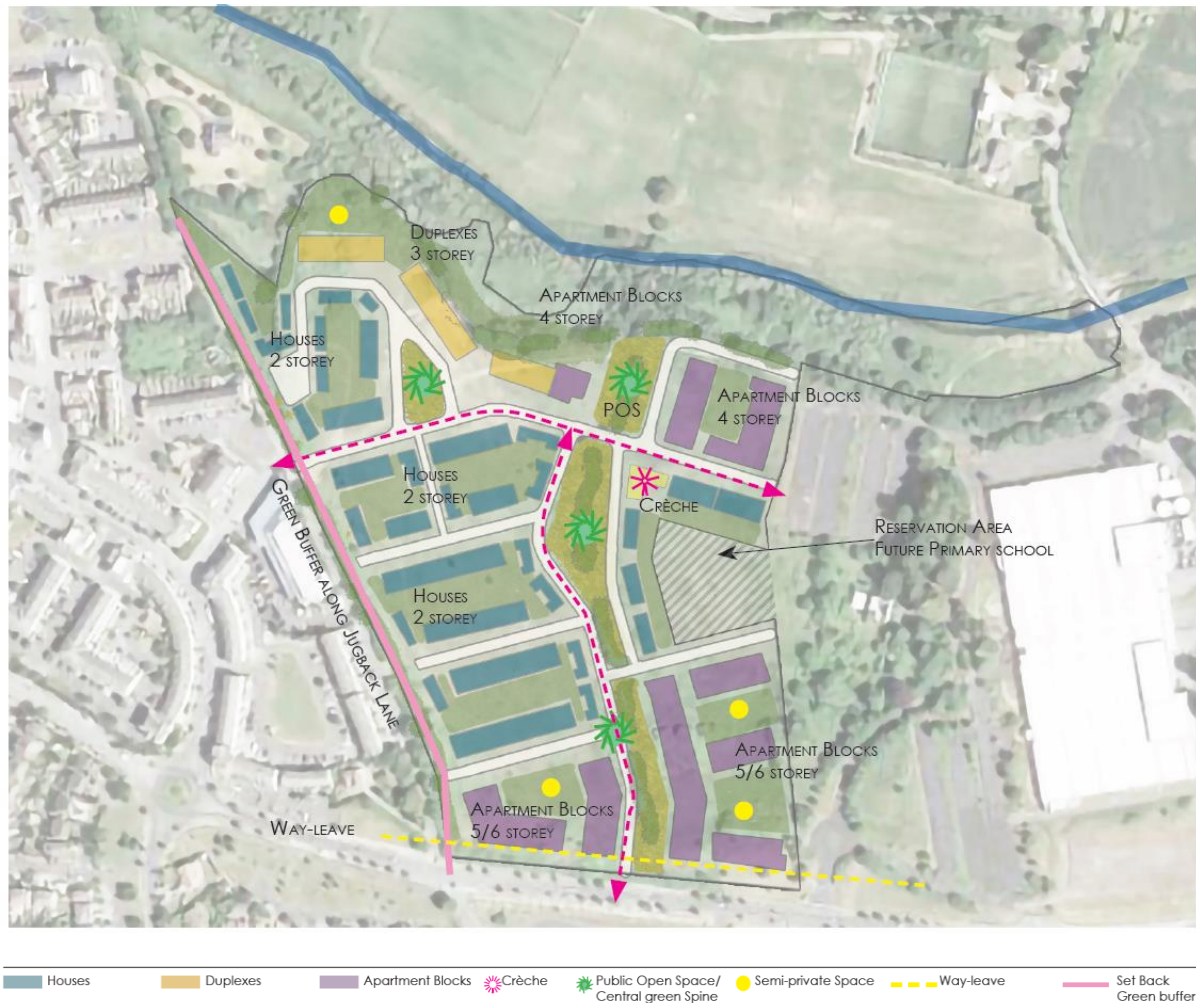 Duplexes
3 storey
Apartment Blocks
4 storey
Houses
2 storey
Apartment Blocks
4 storey
POS
Houses
2 storey
Crèche
Green Buffer along Jugback Lane
Reservation Area
Future Primary school
Houses
2 storey
Apartment Blocks
5/6 storey
Apartment Blocks
5/6 storey
Way-leave
Houses
Duplexes
Apartment Blocks
Crèche
Public Open Space/
Central green Spine
Semi-private Space
Way-leave
Set Back
Green buffer